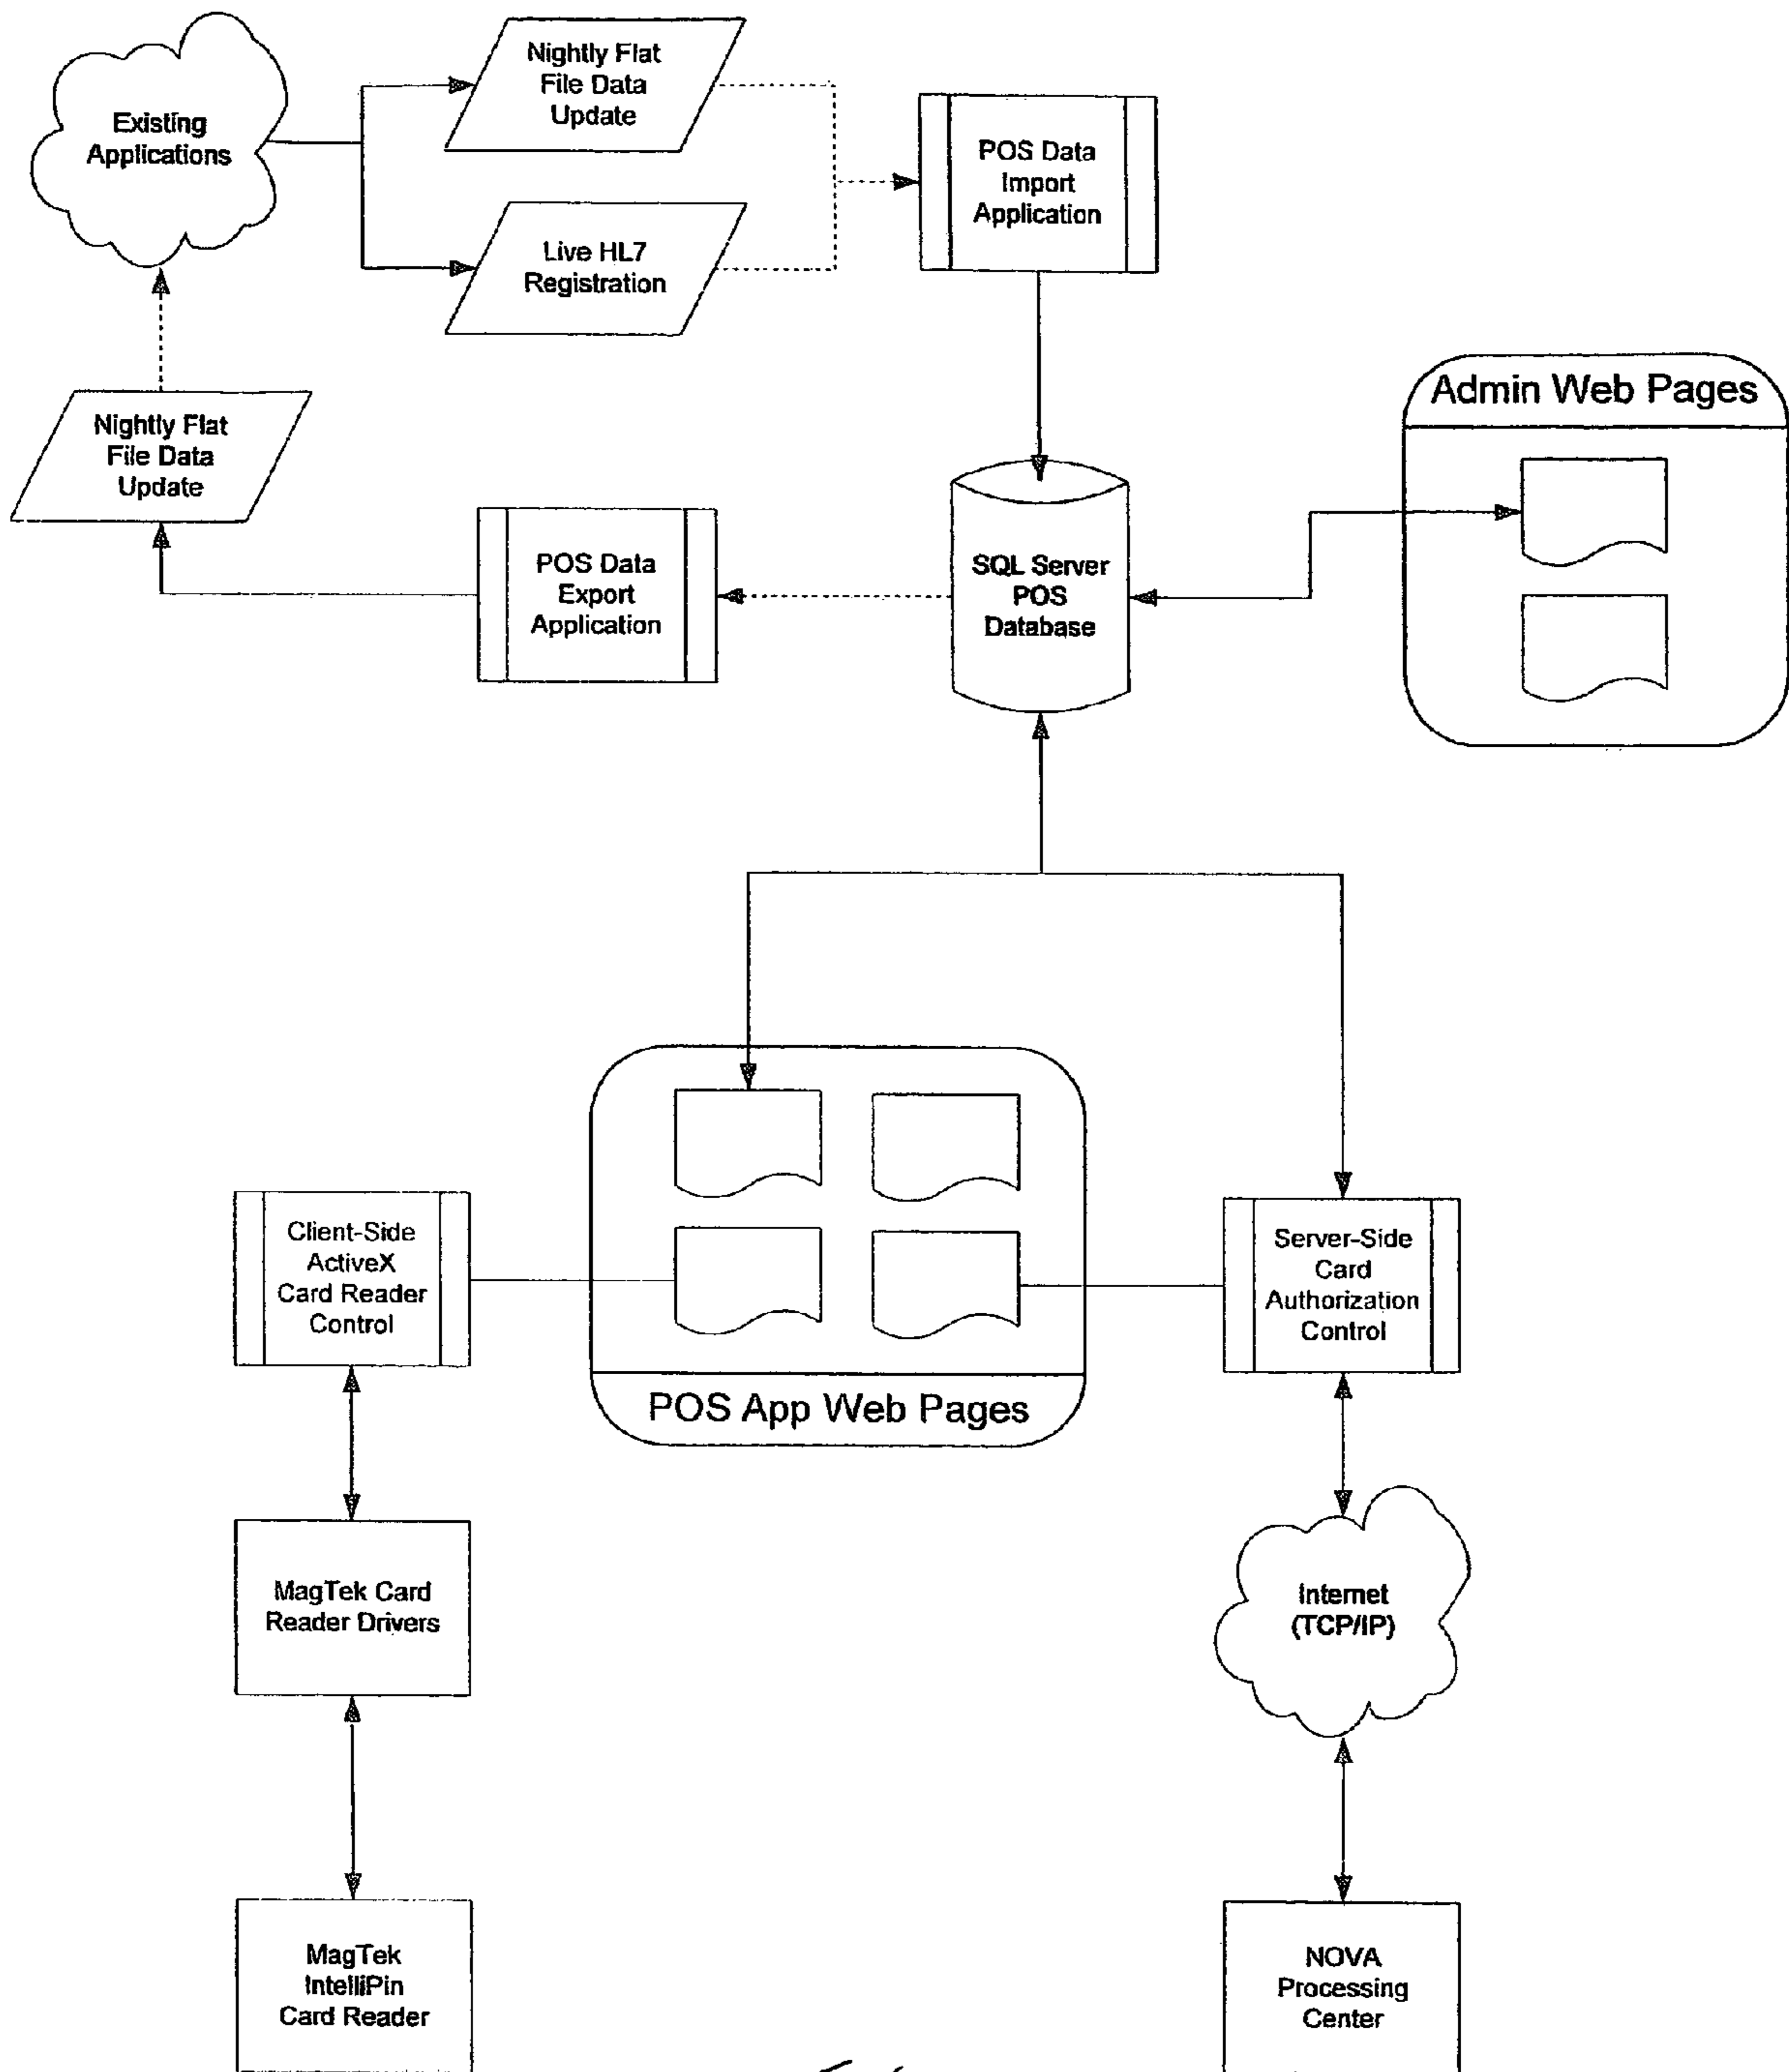 Existing
Applications
Nightly Flat
File Data
Update
Live HL7
Registration
POS Data
Import
Application
Nightly Flat
File Data
Update
POS Data
Export
Application
SQL Server
POS
Database
Admin Web Pages
Client-Side
ActiveX
Card Reader
Control
POS App Web Pages
Server-Side
Card
Authorization
Control
MagTek Card
Reader Drivers
Internet
(TCP/IP)
MagTek
IntelliPin
Card Reader
NOVA
Processing
Center